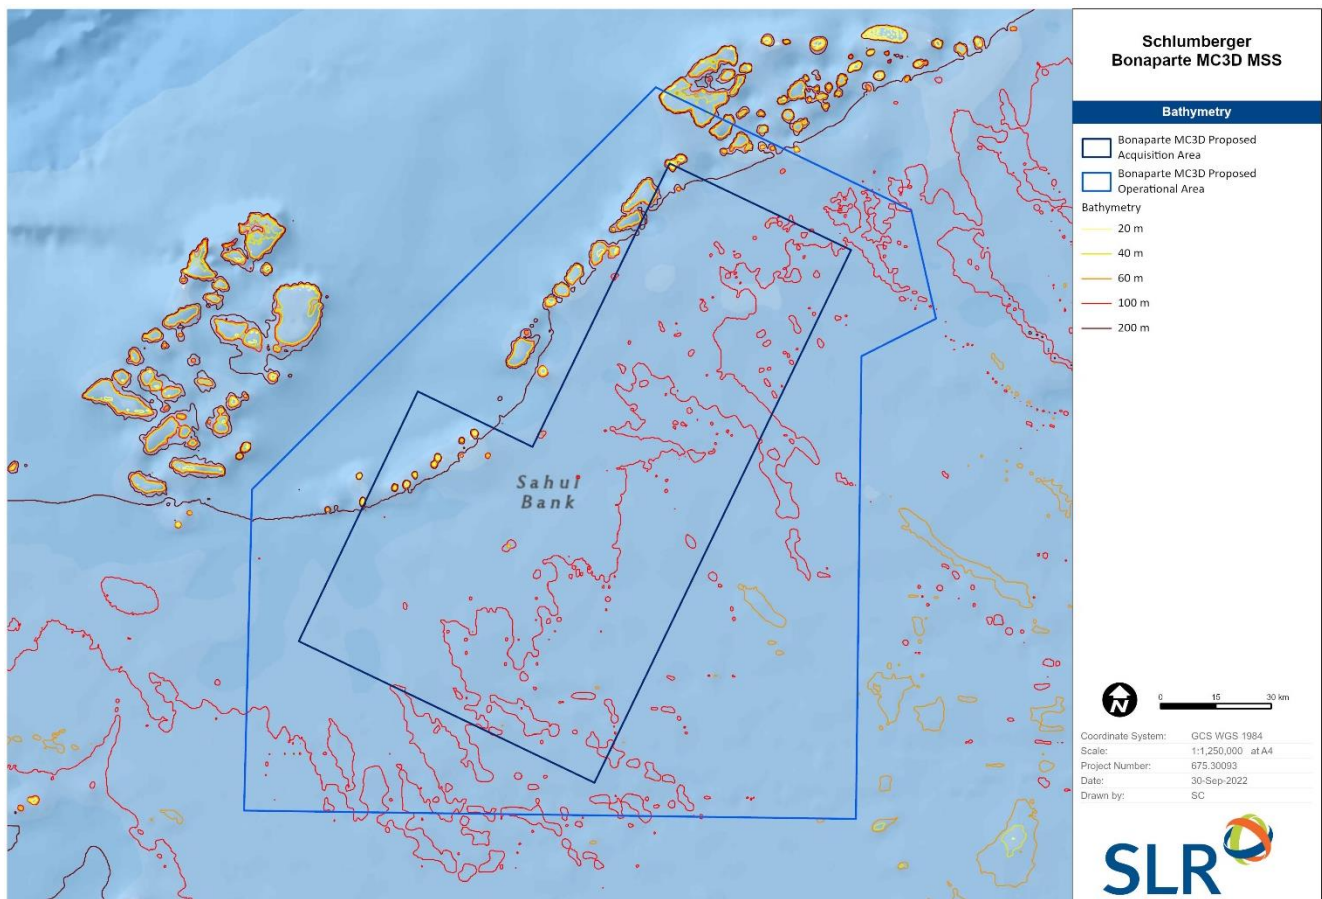 Schlumberger
Bonaparte MC3D MSS
Bathymetry
Bonaparte MC3D Proposed
Acquisition Area
Bonaparte MC3D Proposed
Operational Area
Bathymetry
20 m
40 m
60 m
100 m
200 m
Sahul
Bank
N
0 15 30 km
Coordinate System: GCS WGS 1984
Scale: 1:1,250,000 at A4
Project Number: 675.30093
Date: 30-Sep-2022
Drawn by: SC
SLR